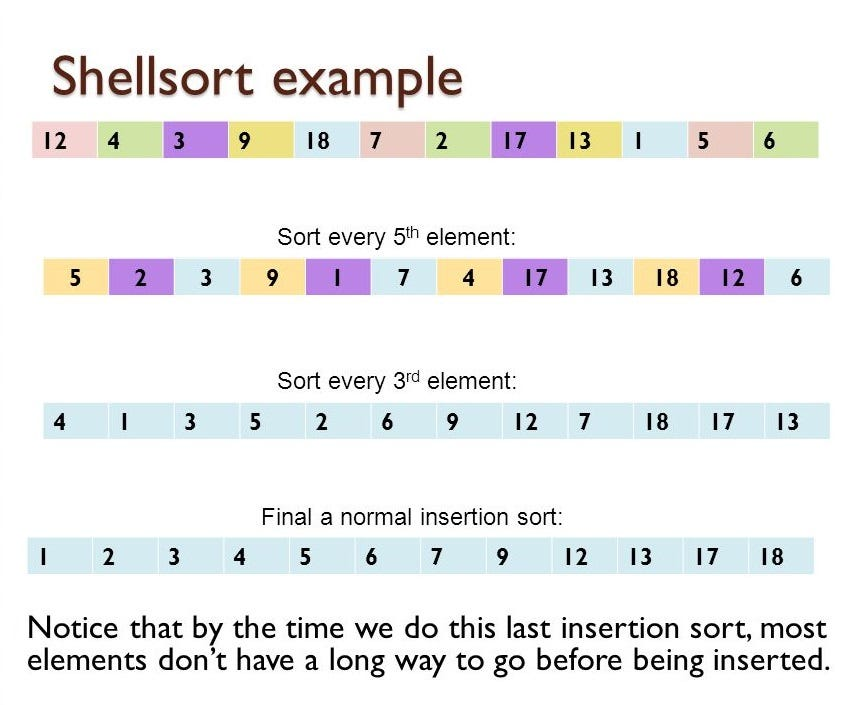 Shellsort example
12 4 3 9 18 7 2 17 13 1 5 6
Sort every 5th element:
5 2 3 9 1 7 4 17 13 18 12 6
Sort every 3rd element:
4 1 3 5 2 6 9 12 7 18 17 13
Final a normal insertion sort:
1 2 3 4 5 6 7 9 12 13 17 18
Notice that by the time we do this last insertion sort, most
elements don't have a long way to go before being inserted.